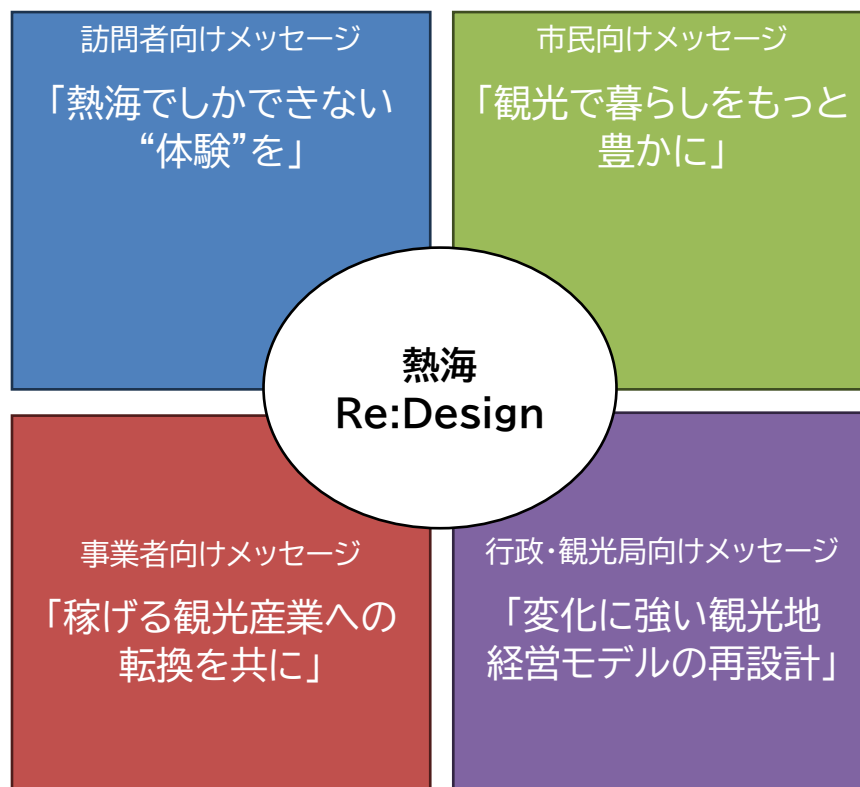 訪問者向けメッセージ
「熱海でしかできない
“体験”を」
市民向けメッセージ
「観光で暮らしをもっと
豊かに」
熱海
Re:Design
事業者向けメッセージ
「稼げる観光産業への
転換を共に」
行政・観光局向けメッセージ
「変化に強い観光地
経営モデルの再設計」